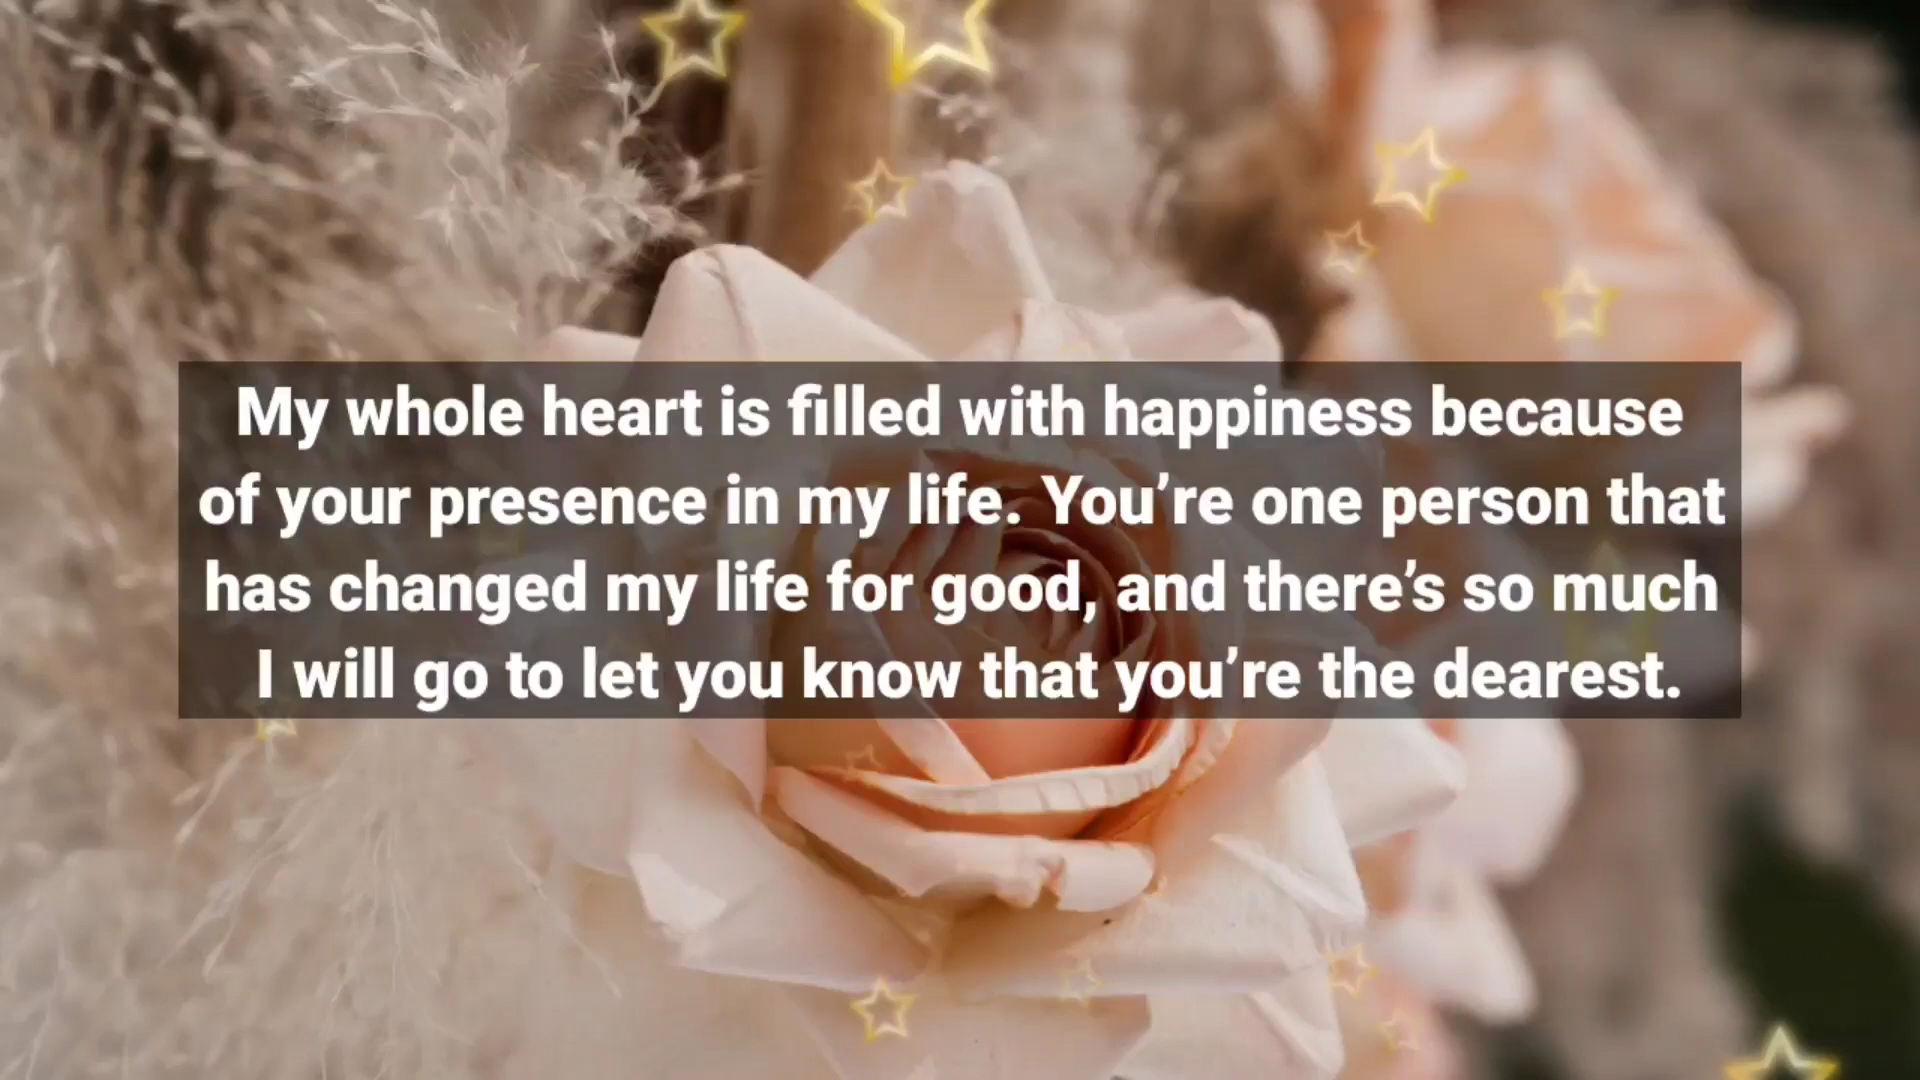 My whole heart is filled with happiness because
of your presence in my life. You’re one person that
has changed my life for good, and there’s so much
I will go to let you know that you’re the dearest.